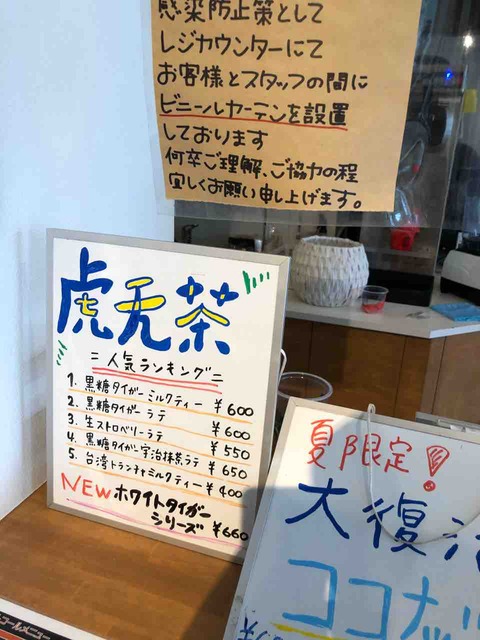 感染防止策として
レジカウンターにて
お客様とスタッフの間に
ビニールカーテンを設置
しております
何卒ご理解、ご協力の程
宜しくお願い申し上げます。
虎无茶
=人気ランキング=
1. 黒糖タイガーミルクティー ¥600
2. 黒糖タイガーラテ ¥600
3. 生ストロベリーラテ ¥550
4. 黒糖タイガー宇治抹茶ラテ ¥650
5. 台湾トランチャミルクティー ¥400
NEWホワイトタイガー
シリーズ ¥660
夏限定!
大復活
ココナッ